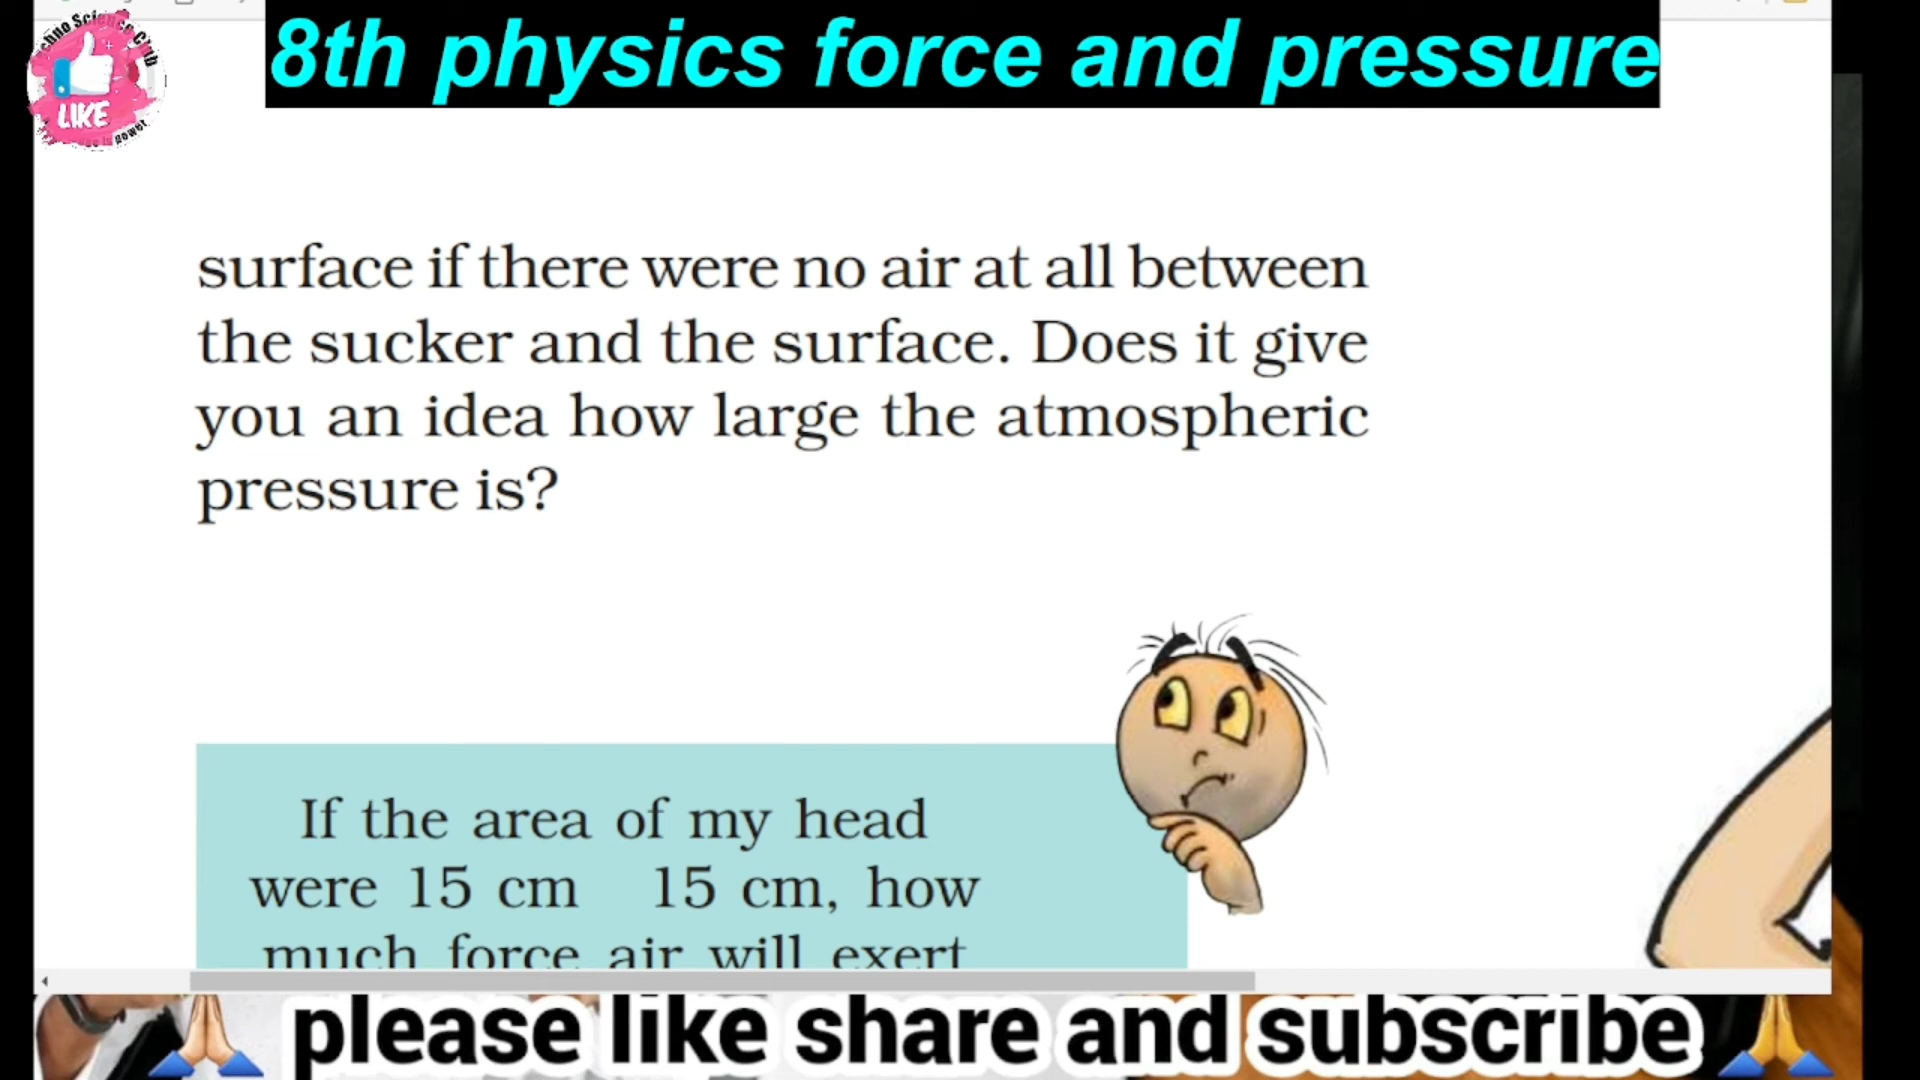 8th physics force and pressure
LIKE
surface if there were no air at all between
the sucker and the surface. Does it give
you an idea how large the atmospheric
pressure is?
If the area of my head
were 15 cm 15 cm, how
much force air will exert
please like share and subscribe